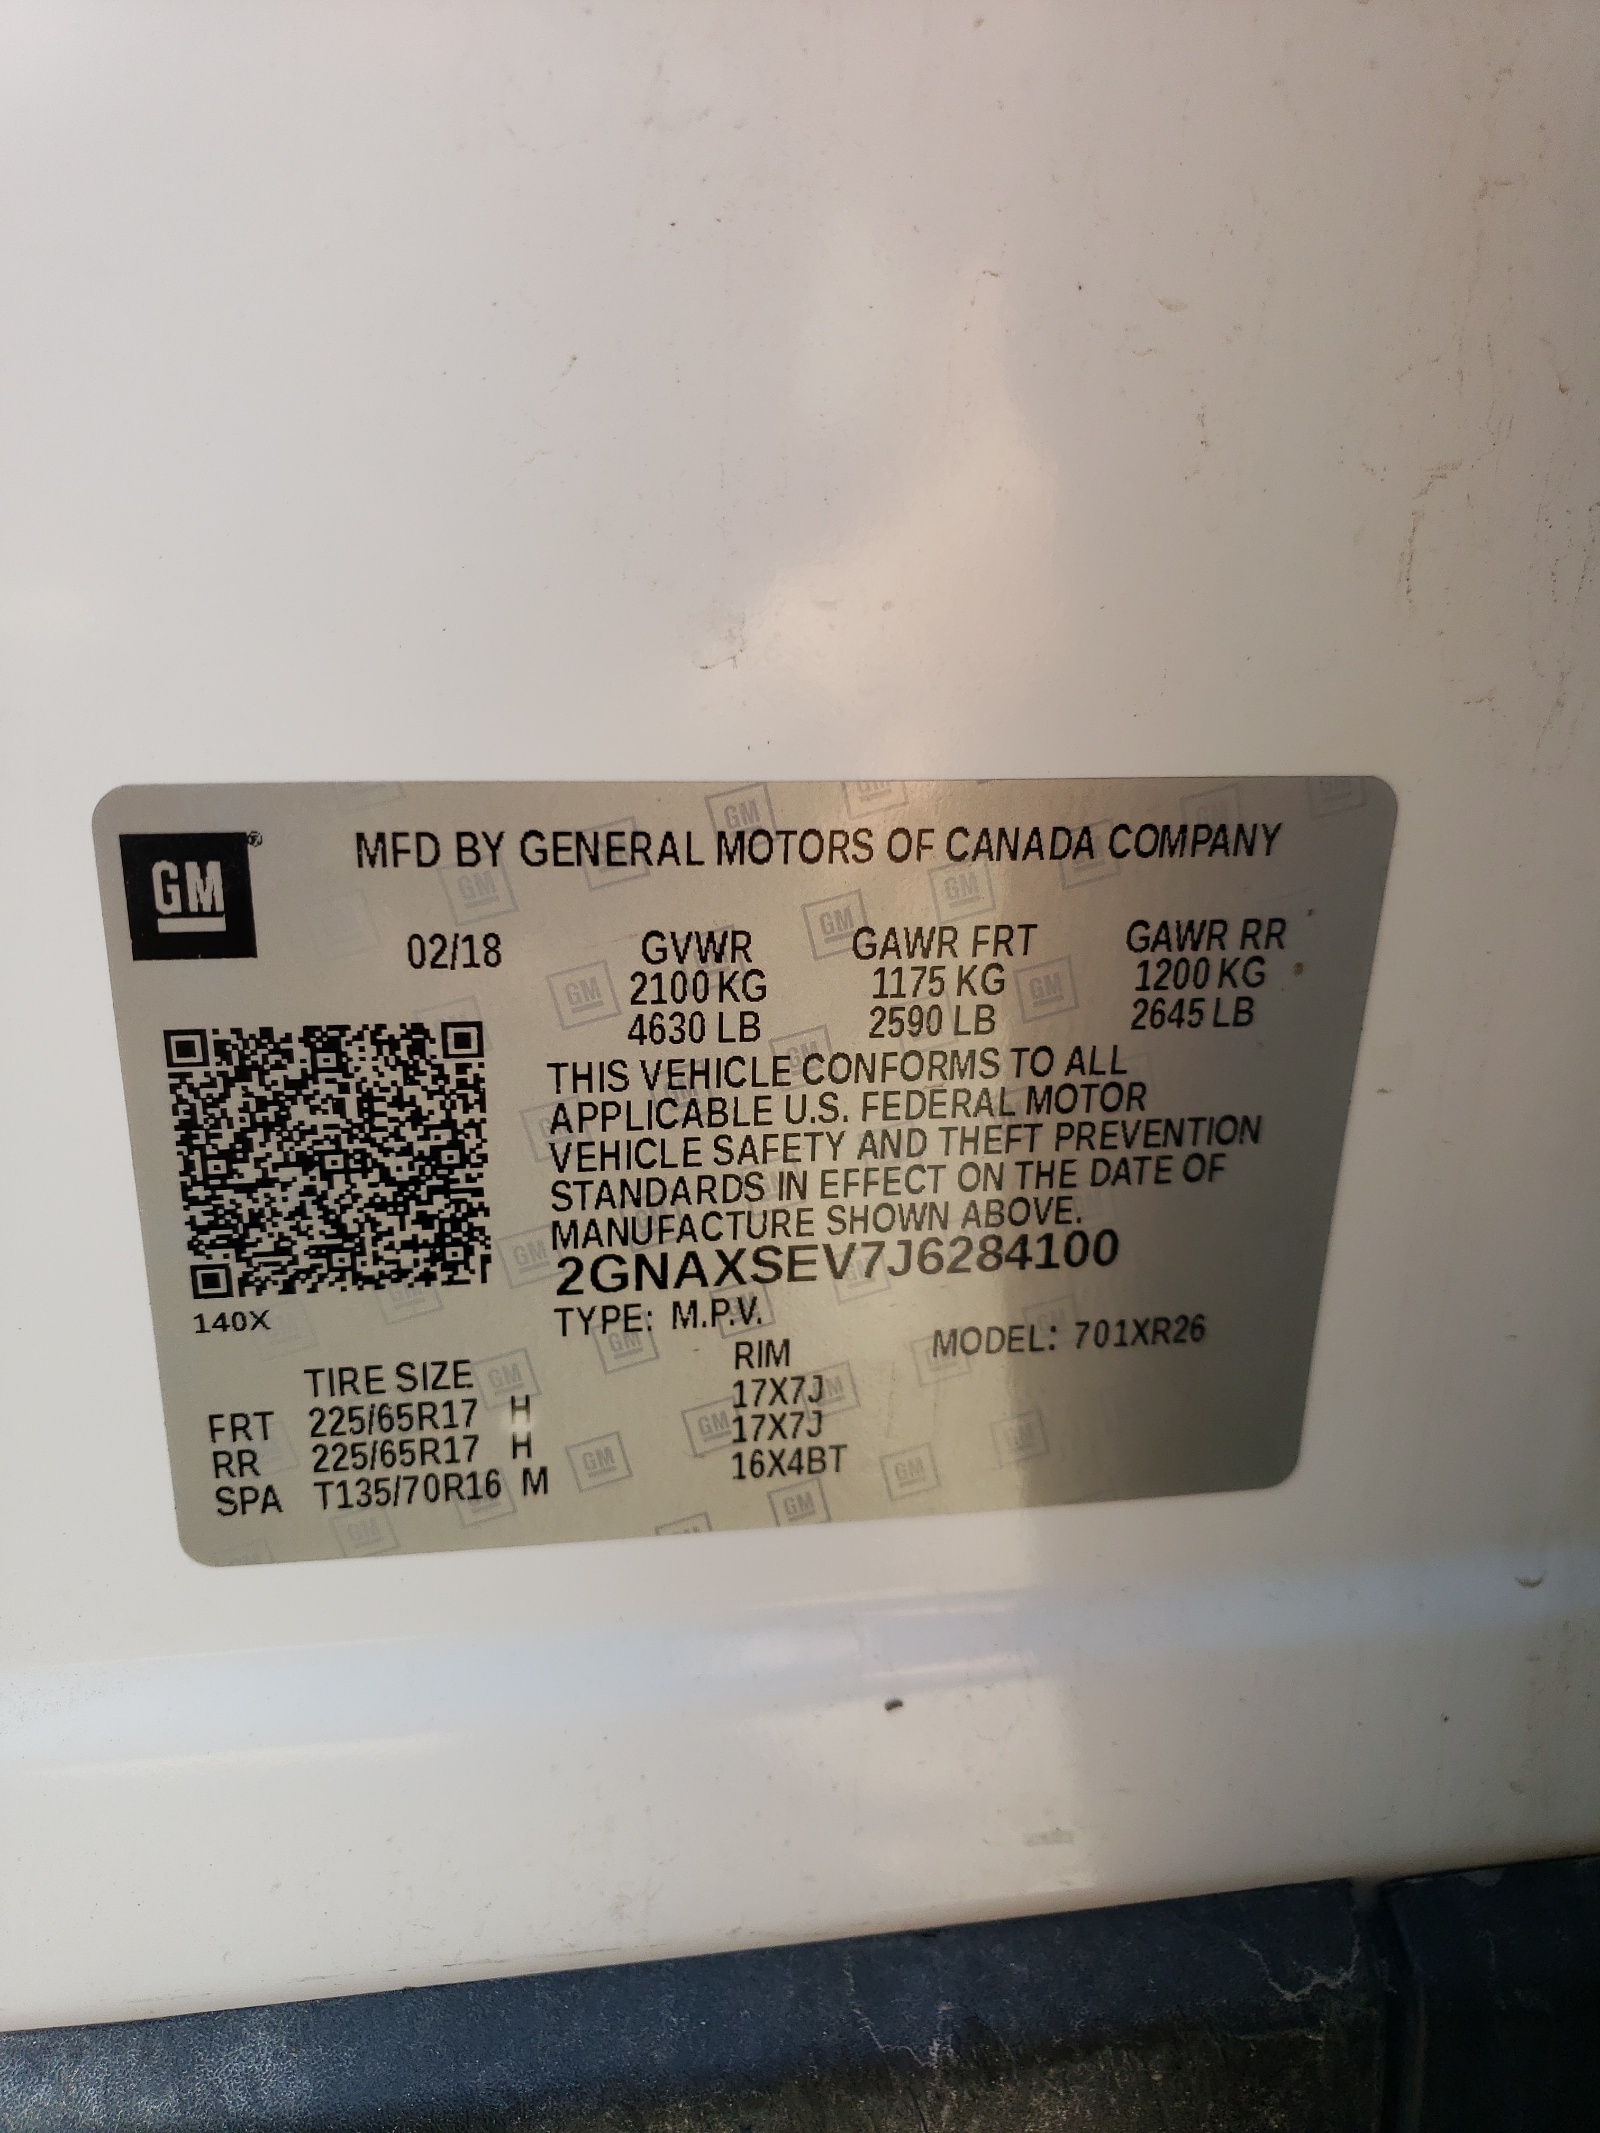 GM®
MFD BY GENERAL MOTORS OF CANADA COMPANY
02/18 GVWR GAWR FRT GAWR RR
2100 KG 1175 KG 1200 KG
4630 LB 2590 LB 2645 LB
THIS VEHICLE CONFORMS TO ALL
APPLICABLE U.S. FEDERAL MOTOR
VEHICLE SAFETY AND THEFT PREVENTION
STANDARDS IN EFFECT ON THE DATE OF
MANUFACTURE SHOWN ABOVE.
2GNAXSEV7J6284100
140X
TYPE: M.P.V. MODEL: 701XR26
TIRE SIZE RIM
FRT 225/65R17 H 17X7J
RR 225/65R17 H 17X7J
SPA T135/70R16 M 16X4BT